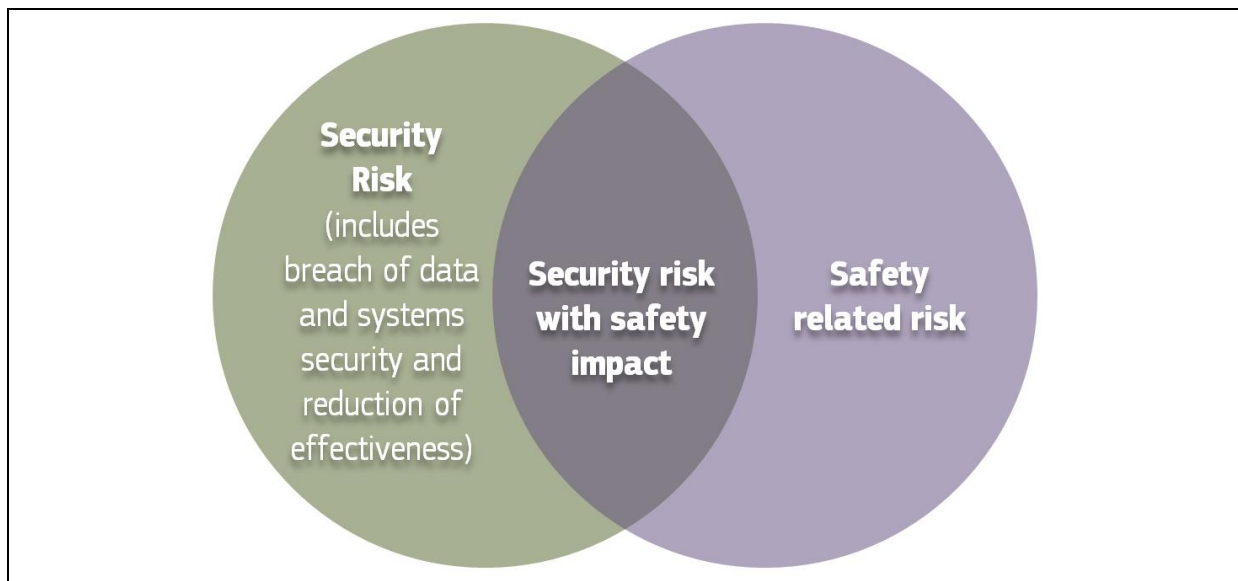 Security
Risk
(includes
breach of data
and systems
security and
reduction of
effectiveness)
Security risk
with safety
impact
Safety
related risk